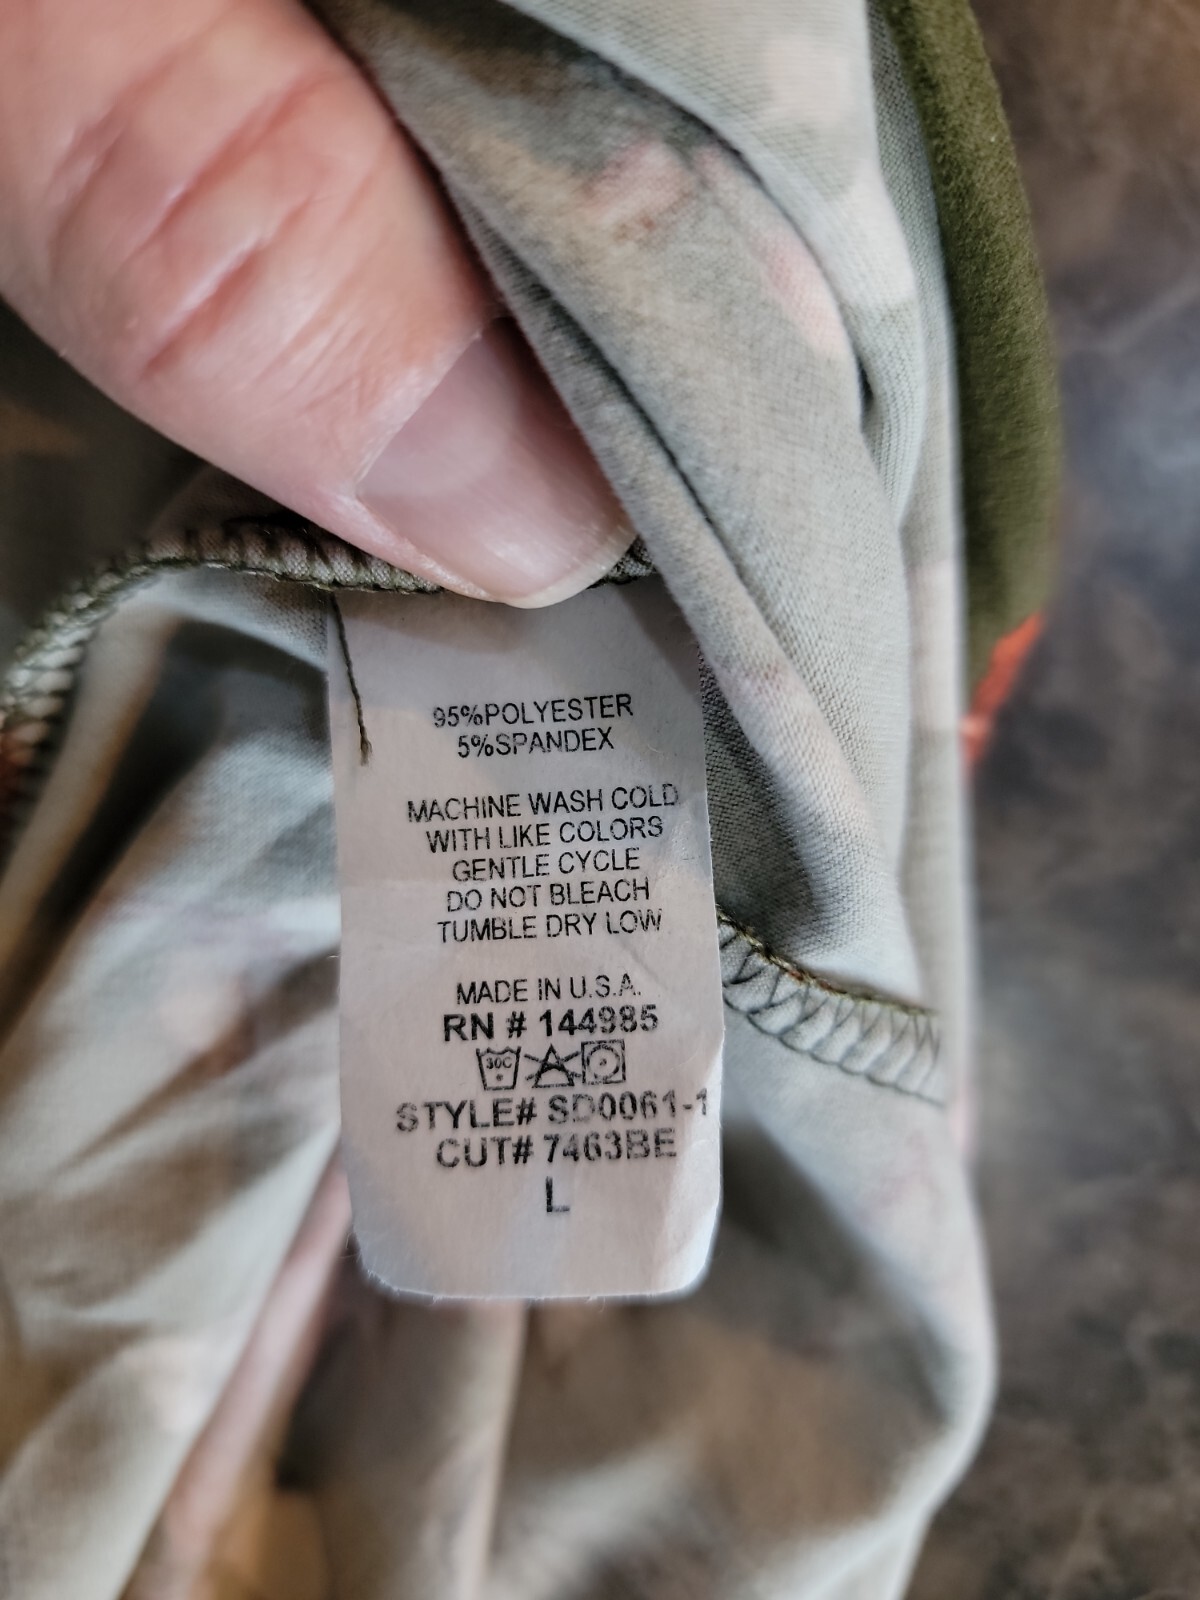 95%POLYESTER
5%SPANDEX
MACHINE WASH COLD
WITH LIKE COLORS
GENTLE CYCLE
DO NOT BLEACH
TUMBLE DRY LOW
MADE IN U.S.A.
RN # 144985
30C
STYLE# SD0061-1
CUT# 7463BE
L